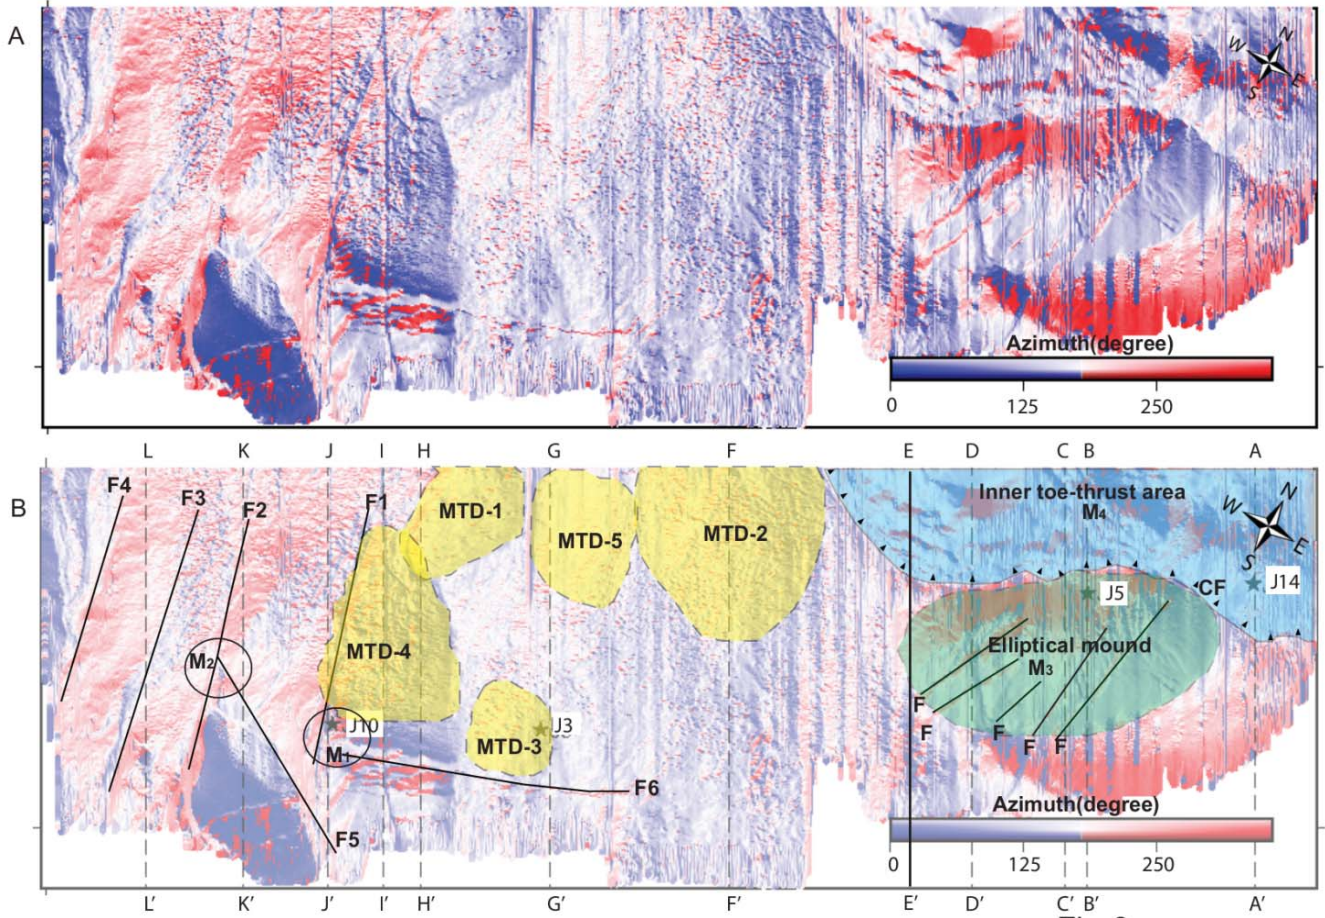 A
N
W
E
S
Azimuth(degree)
0 125 250
L K J I H G F E D C B A
B
F4
F3
F2
F1
MTD-1
MTD-5
MTD-2
Inner toe-thrust area
M4
N
W
E
S
J14
J5
CF
MTD-4
M2
Elliptical mound
M3
J10
J3
MTD-3
M1
F
F
F
F
F
F6
F5
Azimuth(degree)
0 125 250
L' K' J' I' H' G' F' E' D' C' B' A'